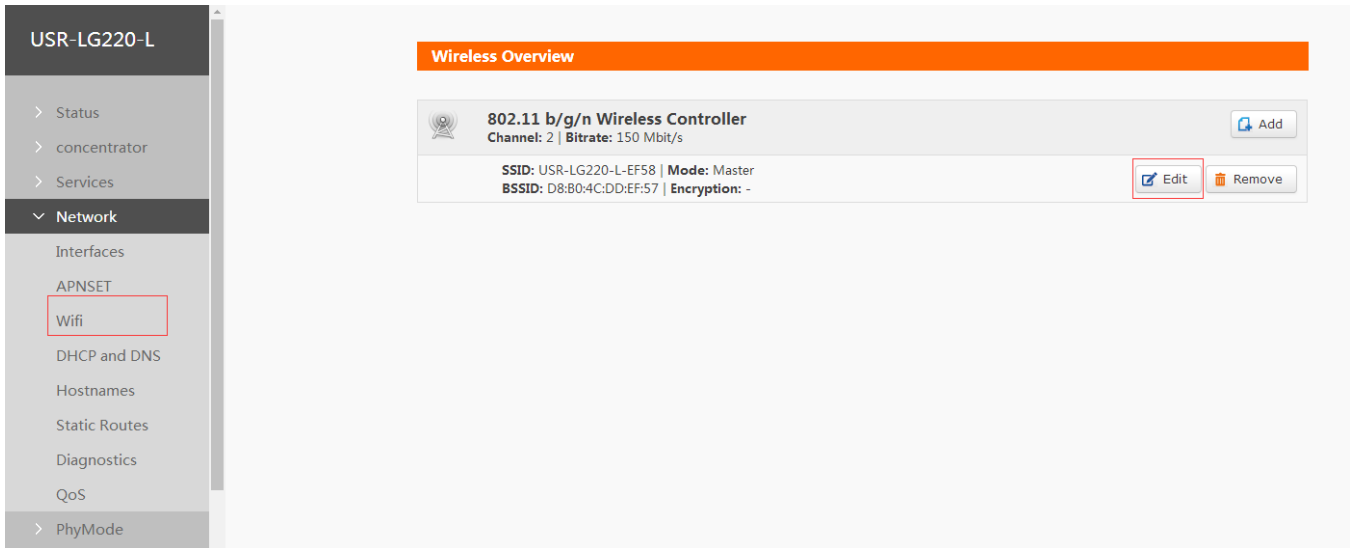 USR-LG220-L
Status
concentrator
Services
Network
Interfaces
APNSET
Wifi
DHCP and DNS
Hostnames
Static Routes
Diagnostics
QoS
PhyMode
Wireless Overview
802.11 b/g/n Wireless Controller
Channel: 2 | Bitrate: 150 Mbit/s
Add
SSID: USR-LG220-L-EF58 | Mode: Master
BSSID: D8:B0:4C:DD:EF:57 | Encryption: -
Edit
Remove